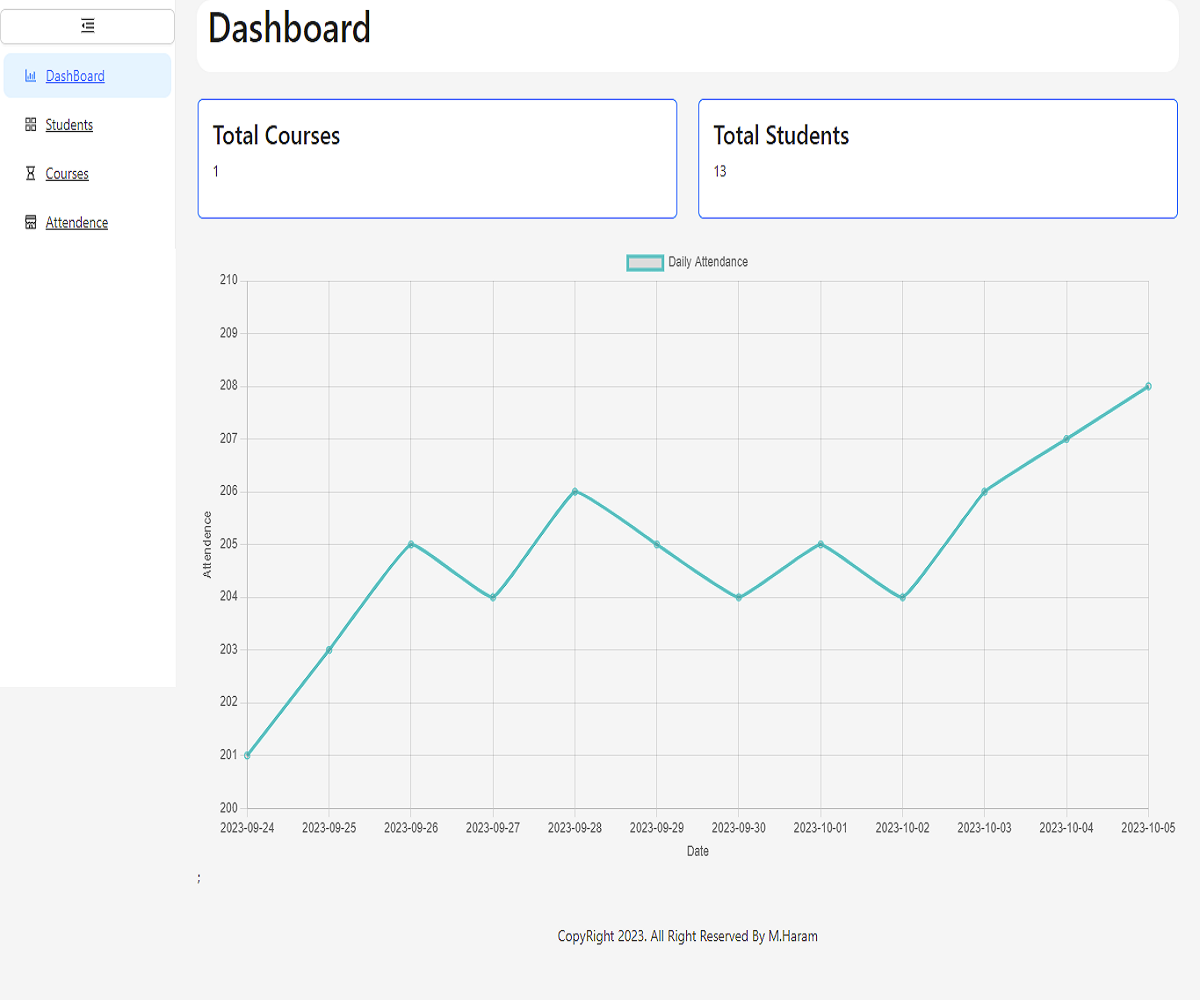 Dashboard
DashBoard
Students
Courses
Attendence
Total Courses
1
Total Students
13
Daily Attendance
210
209
208
207
206
205
204
203
202
201
200
Attendence
2023-09-24 2023-09-25 2023-09-26 2023-09-27 2023-09-28 2023-09-29 2023-09-30 2023-10-01 2023-10-02 2023-10-03 2023-10-04 2023-10-05
Date
;
CopyRight 2023. All Right Reserved By M.Haram